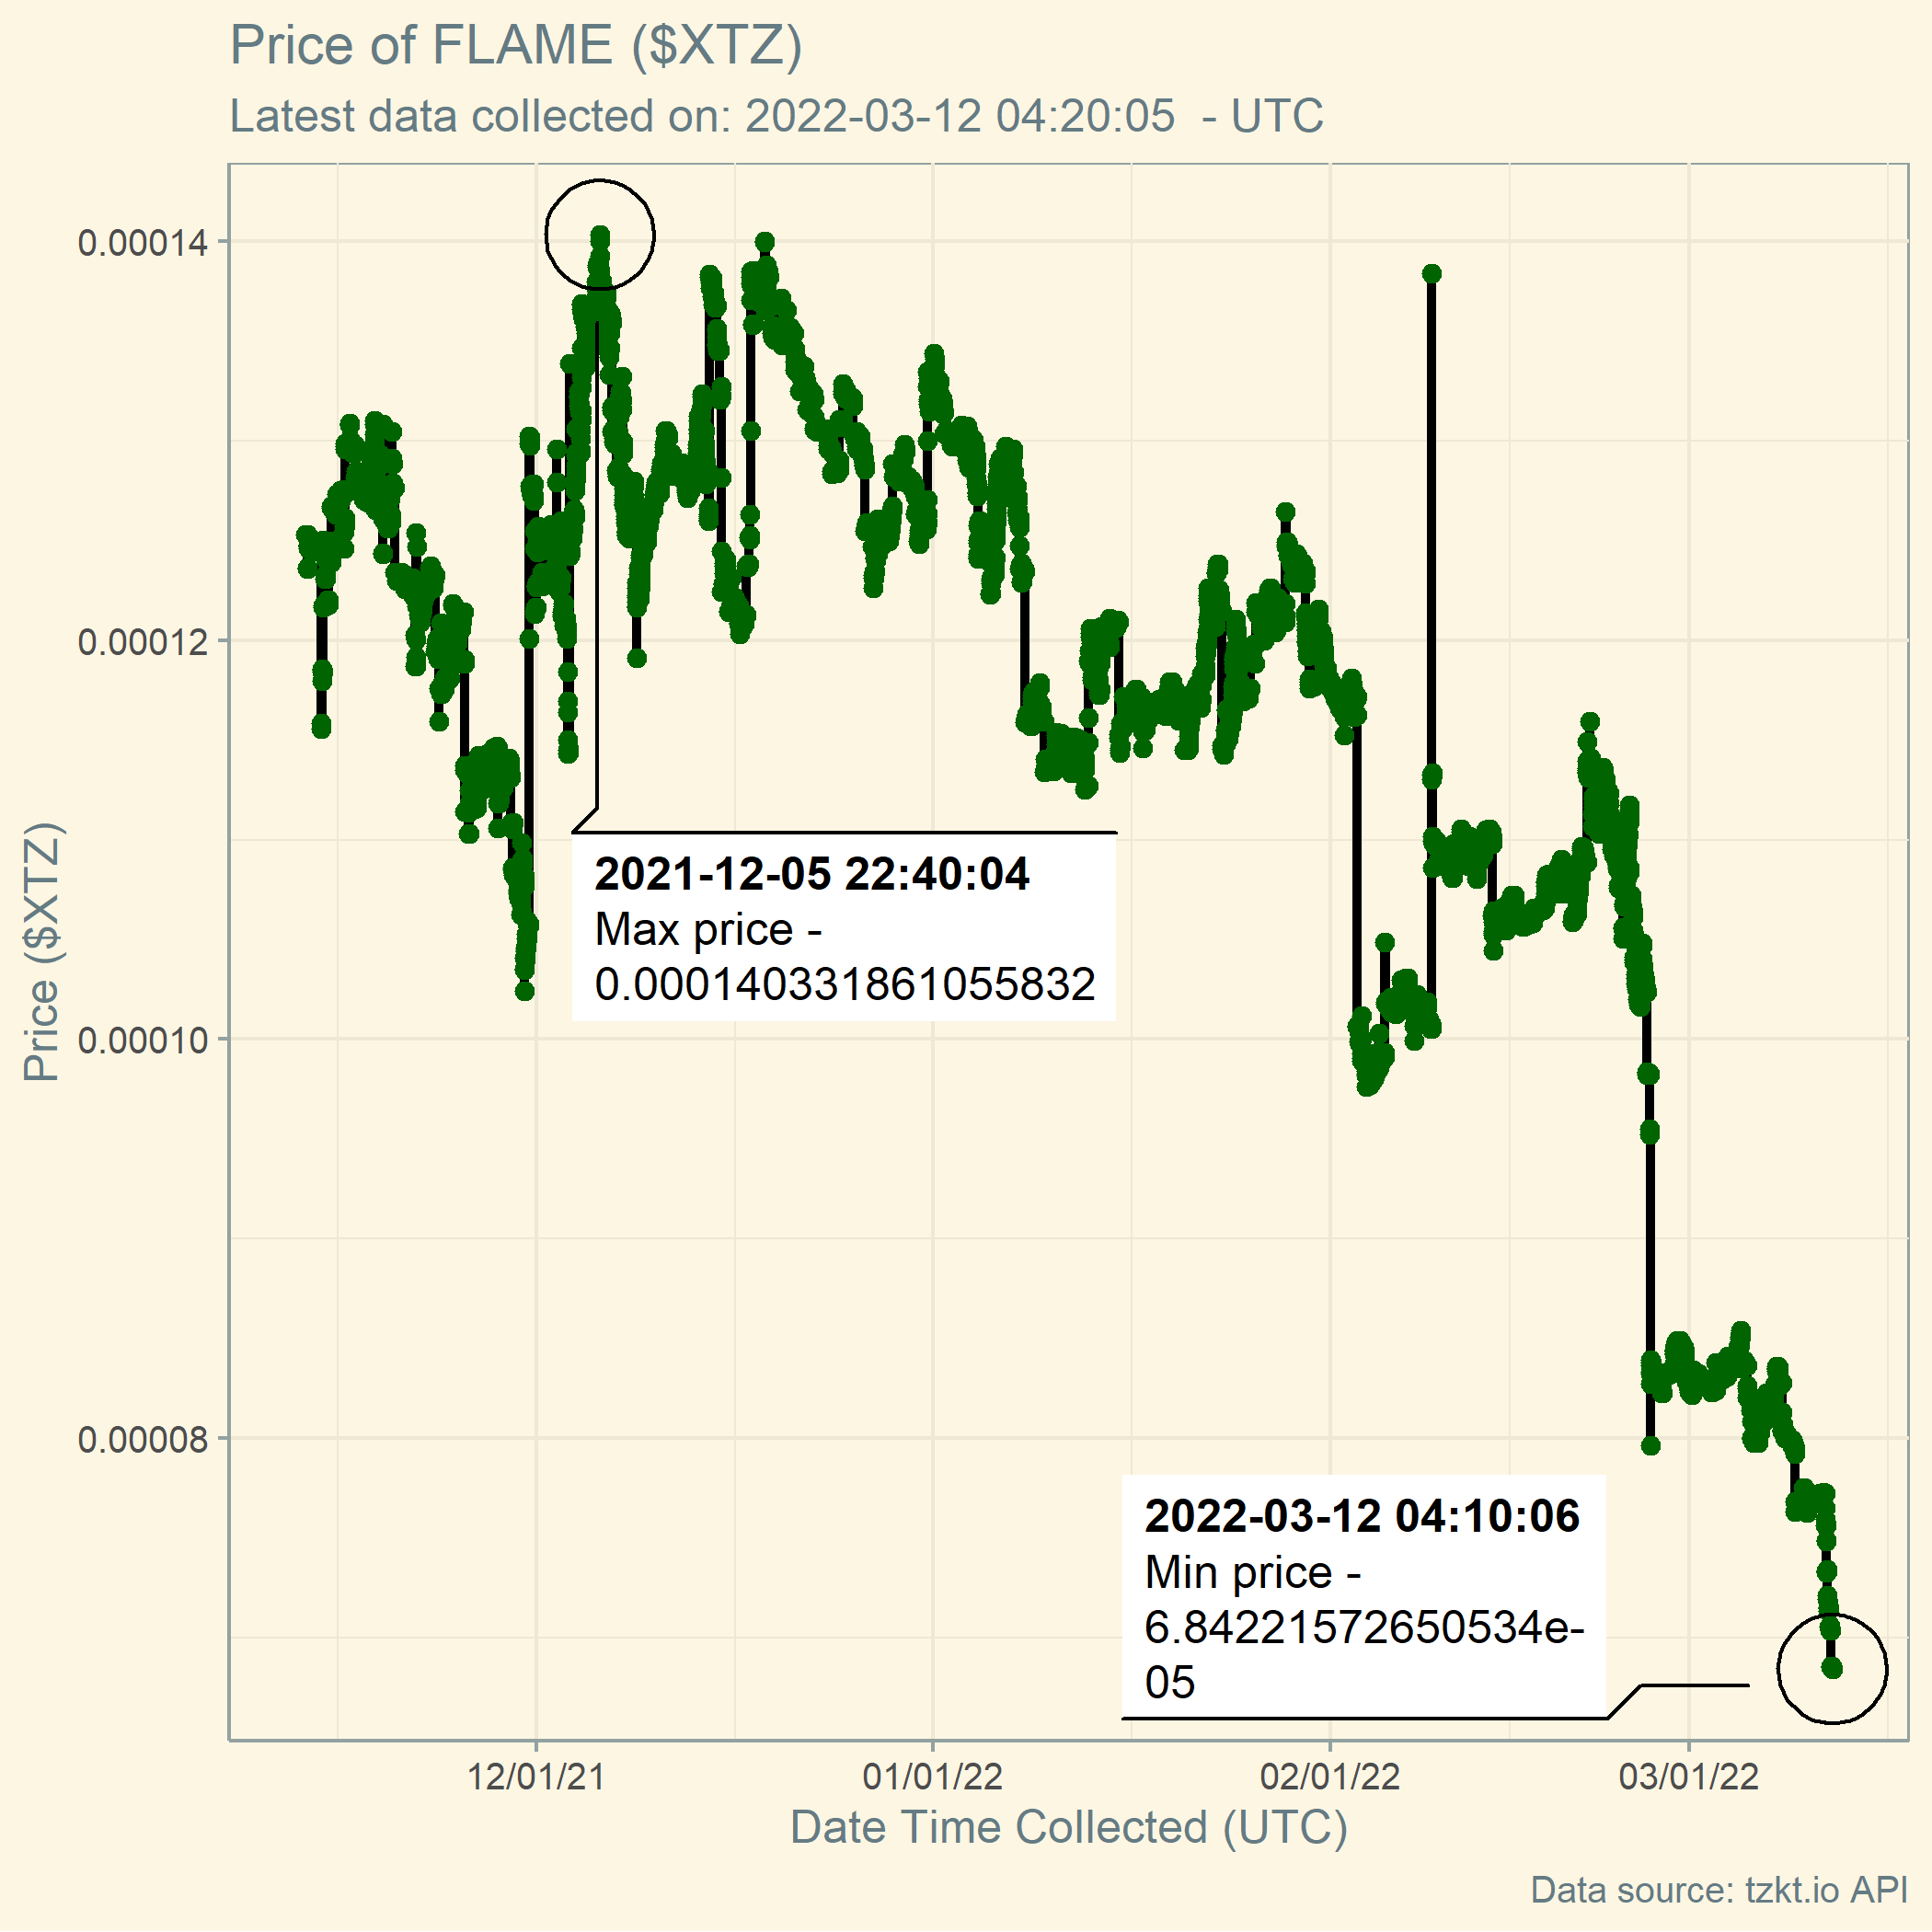 Price of FLAME ($XTZ)
Latest data collected on: 2022-03-12 04:20:05 - UTC
0.00014
0.00012
0.00010
0.00008
Price ($XTZ)
2021-12-05 22:40:04
Max price -
0.000140331861055832
2022-03-12 04:10:06
Min price -
6.84221572650534e-
05
12/01/21
01/01/22
02/01/22
03/01/22
Date Time Collected (UTC)
Data source: tzkt.io API